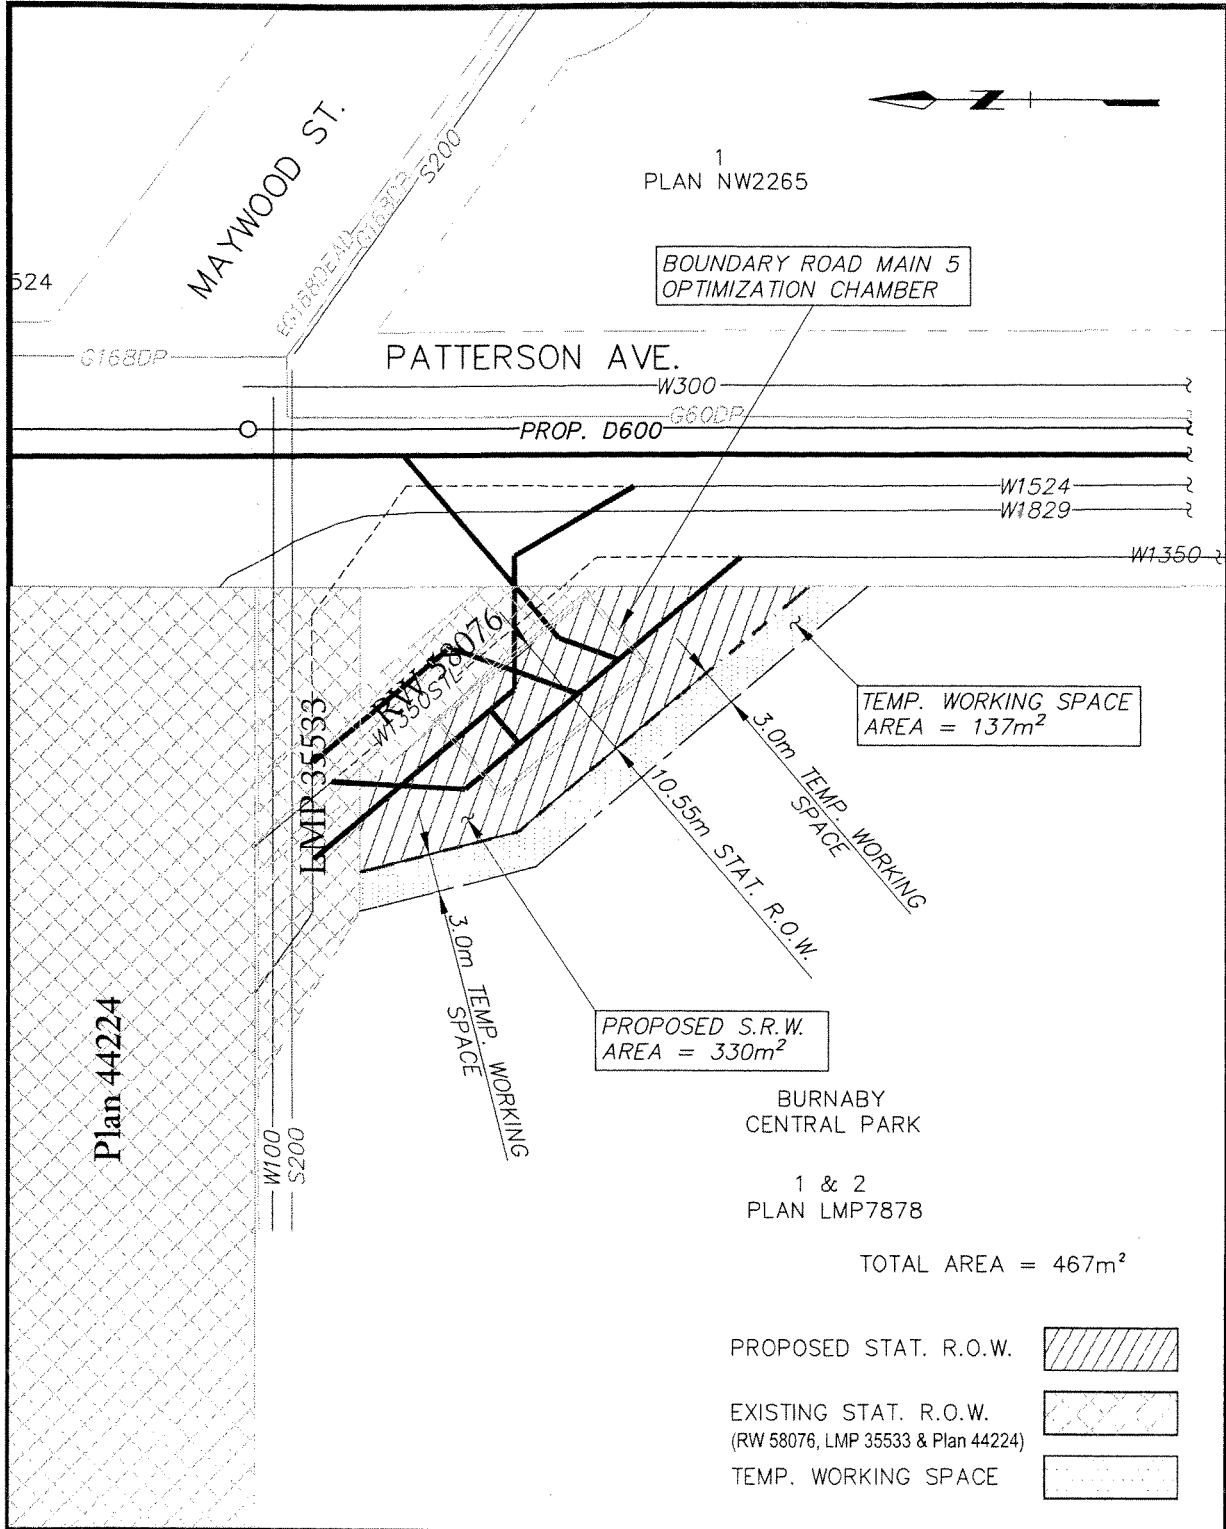 MAYWOOD ST.
S200
G168DP
EG168DEAD
524
G168DP
N
1
PLAN NW2265
BOUNDARY ROAD MAIN 5
OPTIMIZATION CHAMBER
PATTERSON AVE.
W300
G60DP
PROP. D600
W1524
W1829
W1350
RW 58076
W1350STL
LMP 35533
TEMP. WORKING SPACE
AREA = 137m²
3.0m TEMP. WORKING
SPACE
10.55m STAT. R.O.W.
3.0m TEMP. WORKING
SPACE
PROPOSED S.R.W.
AREA = 330m²
Plan 44224
W100
S200
BURNABY
CENTRAL PARK
1 & 2
PLAN LMP7878
TOTAL AREA = 467m²
PROPOSED STAT. R.O.W.
EXISTING STAT. R.O.W.
(RW 58076, LMP 35533 & Plan 44224)
TEMP. WORKING SPACE